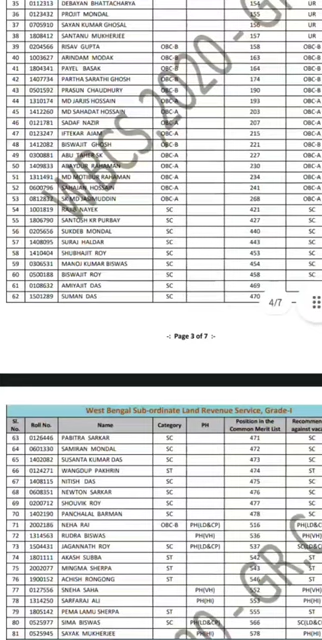 35 0112313 DEBAYAN BHATTACHARYA 154 UR
36 0123432 PROJIT MONDAL 155 UR
37 0705910 SAYAN KUMAR GHOSAL 156 UR
38 1808412 SANTANU MUKHERJEE 157 UR
39 0204566 RISAV GUPTA OBC-B 158 OBC-B
40 1003627 ARINDAM MODAK OBC-B 163 OBC-B
41 1804341 PAYEL BASAK OBC-B 164 OBC-B
42 1407734 PARTHA SARATHI GHOSH OBC-B 174 OBC-B
43 0501592 PRASUN CHAUDHURY OBC-B 190 OBC-B
44 1310174 MD JARJIS HOSSAIN OBC-A 193 OBC-A
45 1412260 MD SAHADAT HOSSAIN OBC-A 203 OBC-A
46 0121781 SADAF NAZIR OBC-A 207 OBC-A
47 0123247 IFTEKAR AJAM OBC-A 215 OBC-A
48 1412082 BISWAJIT GHOSH OBC-B 221 OBC-B
49 0300881 ABU TAHER SK OBC-A 227 OBC-A
50 1409833 RAHAMAN OBC-A 230 OBC-A
51 1311491 MD MOTIBUR RAHAMAN OBC-A 234 OBC-A
52 0600796 SAHAJAN HOSSAIN OBC-A 241 OBC-A
53 0812832 SK MD JASIMUDDIN OBC-A 268 OBC-A
54 1001819 NAYEK SC 421 SC
55 1806790 SANTOSH KR PURBAY SC 427 SC
56 0205656 SUKDEB MONDAL SC 440 SC
57 1408095 SURAJ HALDAR SC 443 SC
58 1410404 SHUBHAJIT ROY SC 453 SC
59 0306531 MANOJ KUMAR BISWAS SC 454 SC
60 0500188 BISWAJIT ROY SC 458 SC
61 0108632 AMIYAJIT DAS SC 469
62 1501289 SUMAN DAS SC 470
4/7
-: Page 3 of 7 :-
West Bengal Sub-ordinate Land Revenue Service, Grade-I
Sl. No. Roll No. Name Category PH Position in the Common Merit List Recommen against vaca
63 0126446 PABITRA SARKAR SC 471 SC
64 0601330 SAMIRAN MONDAL SC 472 SC
65 1402082 SUSANTA KUMAR DAS SC 473 SC
66 0124271 WANGDUP PAKHRIN ST 474 ST
67 1408115 NITISH DAS SC 475 SC
68 0608351 NEWTON SARKAR SC 476 SC
69 0200712 SHOUVIK ROY SC 477 SC
70 1402190 PANCHALAL BARMAN SC 478 SC
71 2002186 NEHA RAI OBC-B PH(LD&CP) 516 PH(LD&C
72 1314563 RUDRA BISWAS PH(VH) 536 PH(VH)
73 1504431 JAGANNATH ROY SC PH(LD&CP) 537 SC(LD&C
74 1801111 AKASH SUBBA ST 542 ST
75 2002077 MINGMA SHERPA ST 543 ST
76 1900152 ACHISH RONGONG ST 546 ST
77 0127556 SNEHA SAHA PH(VH) 552 PH(VH)
78 1314250 SARFARAJ ALI PH(HI) 553 PH(HI)
79 1805142 PEMA LAMU SHERPA ST 555 ST
80 0525977 SIMA BISWAS SC PH(LD&CP) 566 SC(LD&C
81 0525945 SAYAK MUKHERJEE PH(HI) 578 PH(HI)